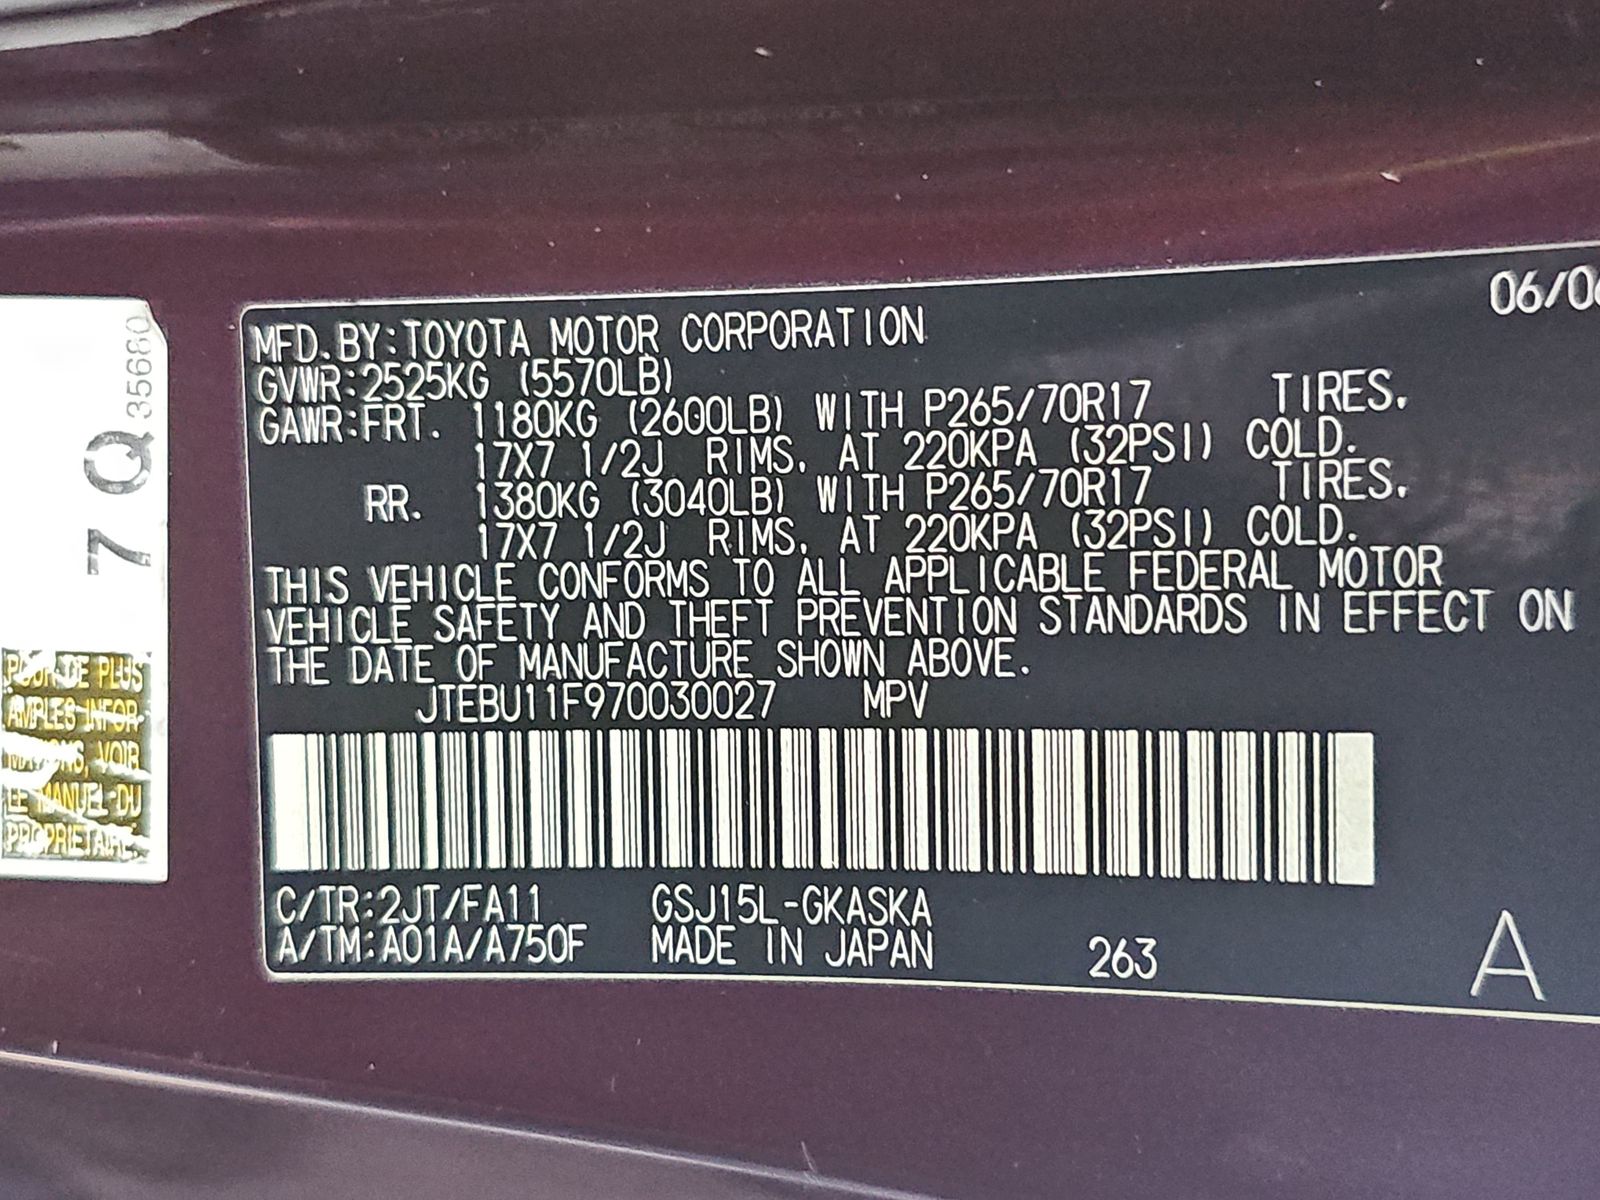 06/06
MFD.BY:TOYOTA MOTOR CORPORATION
GVWR:2525KG (5570LB)
GAWR:FRT. 1180KG (2600LB) WITH P265/70R17 TIRES.
17X7 1/2J RIMS. AT 220KPA (32PSI) COLD.
RR. 1380KG (3040LB) WITH P265/70R17 TIRES.
17X7 1/2J RIMS. AT 220KPA (32PSI) COLD.
THIS VEHICLE CONFORMS TO ALL APPLICABLE FEDERAL MOTOR
VEHICLE SAFETY AND THEFT PREVENTION STANDARDS IN EFFECT ON
THE DATE OF MANUFACTURE SHOWN ABOVE.
JTEBU11F970030027 MPV
C/TR:2JT/FA11 GSJ15L-GKASKA
A/TM:A01A/A750F MADE IN JAPAN 263
A
7 Q 35680
POUR DE PLUS
AMPLES INFOR-
MATIONS, VOIR
LE MANUEL DU
PROPRIETAIRE.